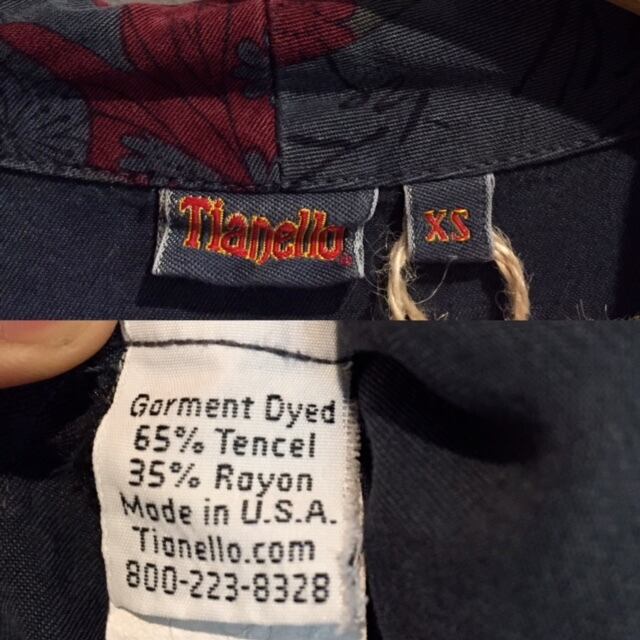 Tianello
XS
Garment Dyed
65% Tencel
35% Rayon
Made in U.S.A.
Tianello.com
800-223-8328